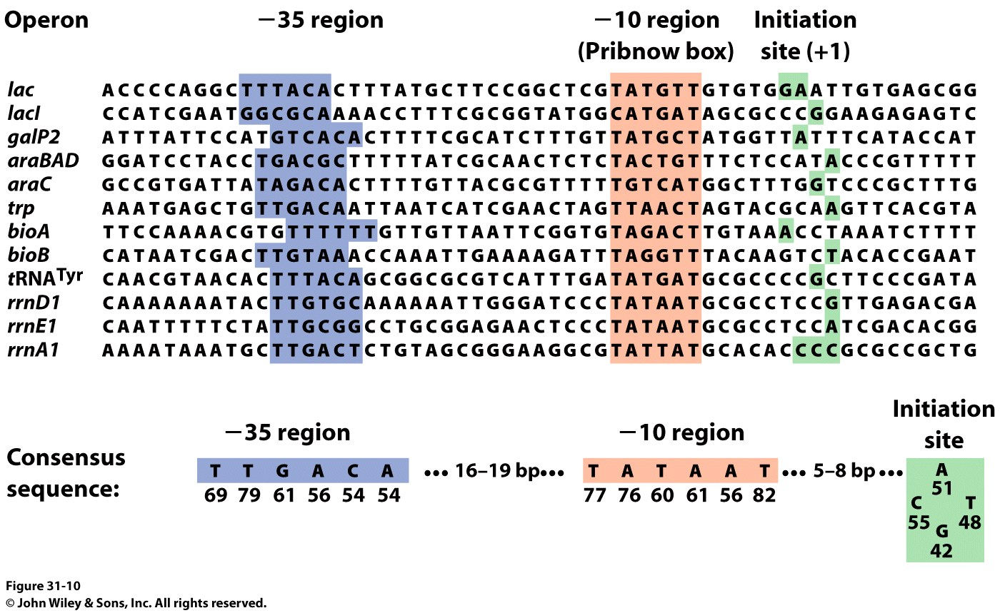 Operon −35 region −10 region (Pribnow box) Initiation site (+1)
lac ACCCCAGGCTTTACACTTTATGCTTCCGGCTCGTATGTTGTGTGGAATTGTGAGCGG
lacI CCATCGAATGGCGCAAAACCTTTCGCGGTATGGCATGATAGCGCCCGGAAGAGAGTC
galP2 ATTTATTCCATGTCACACTTTTCGCATCTTTGTTATGCTATGGTTATTTCATACCAT
araBAD GGATCCTACCTGACGCTTTTTATCGCAACTCTCTACTGTTTCTCCATACCCGTTTTT
araC GCCGTGATTATAGACACTTTTGTTACGCGTTTTTGTCATGGCTTTGGTCCCGCTTTG
trp AAATGAGCTGTTGACAATTAATCATCGAACTAGTTAACTAGTACGCAAGTTCACGTA
bioA TTCCAAAACGTGTTTTTTGTTGTTAATTCGGTGTAGACTTGTAAACCTAAATCTTTT
bioB CATAATCGACTTGTAAACCAAATTGAAAAGATTTAGGTTTACAAGTCTACACCGAAT
tRNATyr CAACGTAACACTTTACAGCGGCGCGTCATTTGATATGATGCGCCCCGCTTCCCGATA
rrnD1 CAAAAAAATACTTGTGCAAAAAATTGGGATCCCTATAATGCGCCTCCGTTGAGACGA
rrnE1 CAATTTTTCTATTGCGGCCTGCGGAGAACTCCCTATAATGCGCCTCCATCGACACGG
rrnA1 AAAATAAATGCTTGACTCTGTAGCGGGAAGGCGTATTATGCACACCCCGCGCCGCTG
−35 region −10 region Initiation site
Consensus sequence:
T T G A C A ••• 16–19 bp••• T A T A A T ••• 5–8 bp •••
69 79 61 56 54 54 77 76 60 61 56 82
A
51
C T
55 48
G
42
Figure 31-10
© John Wiley & Sons, Inc. All rights reserved.